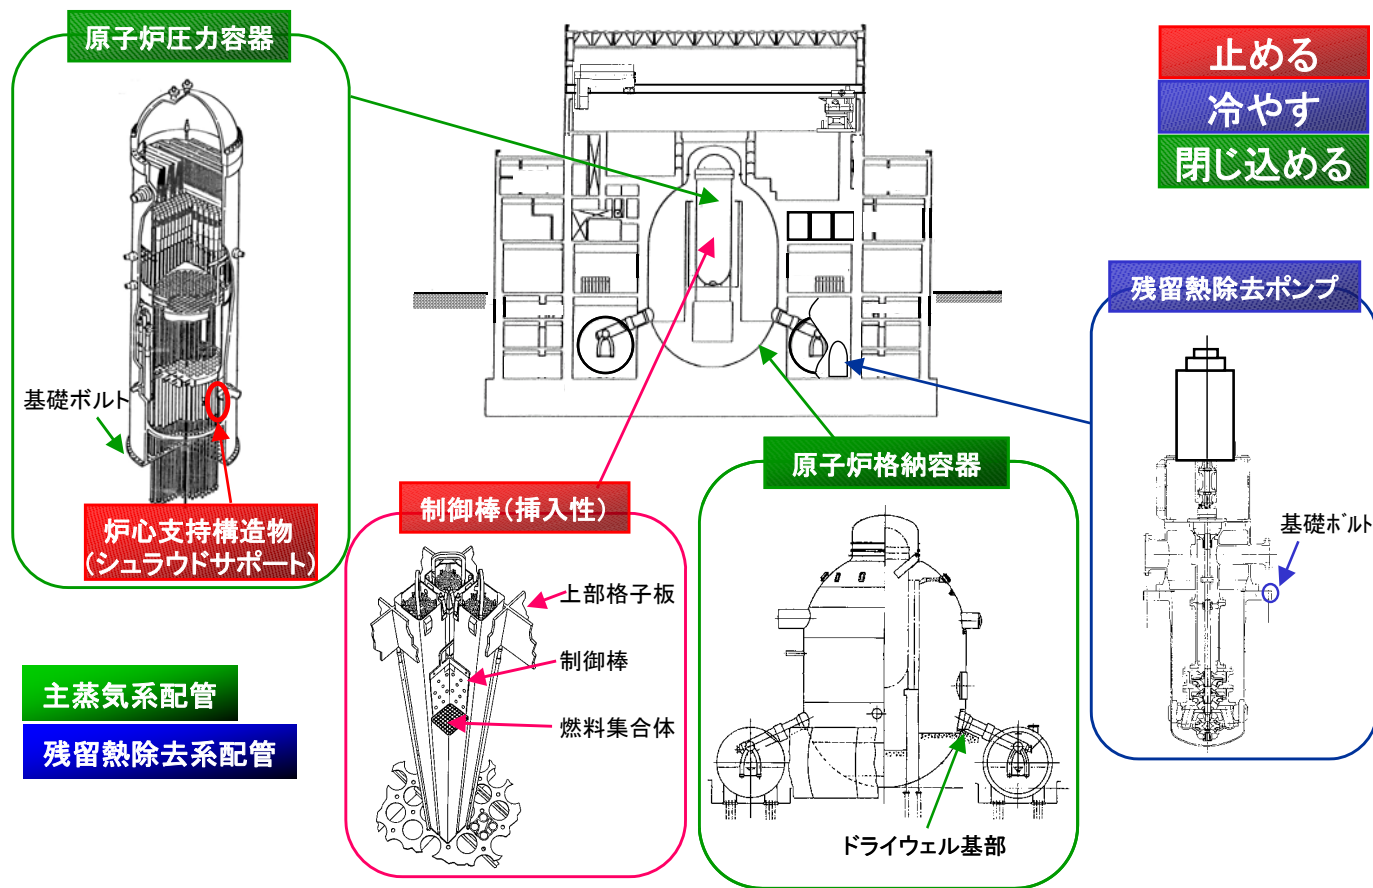 原子炉圧力容器
基礎ボルト
炉心支持構造物
(シュラウドサポート)
止める
冷やす
閉じ込める
残留熱除去ポンプ
基礎ボルト
制御棒(挿入性)
上部格子板
制御棒
燃料集合体
原子炉格納容器
ドライウェル基部
主蒸気系配管
残留熱除去系配管